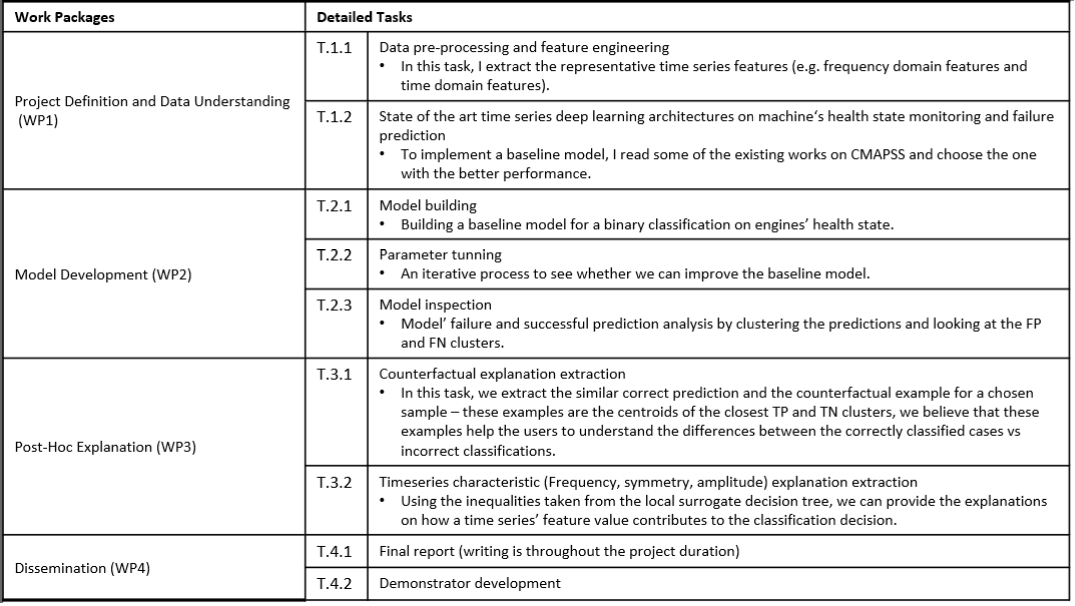 Work Packages
Detailed Tasks
Project Definition and Data Understanding
(WP1)
T.1.1
Data pre-processing and feature engineering
• In this task, I extract the representative time series features (e.g. frequency domain features and
time domain features).
T.1.2
State of the art time series deep learning architectures on machine's health state monitoring and failure
prediction
• To implement a baseline model, I read some of the existing works on CMAPSS and choose the one
with the better performance.
Model Development (WP2)
T.2.1
Model building
• Building a baseline model for a binary classification on engines' health state.
T.2.2
Parameter tunning
• An iterative process to see whether we can improve the baseline model.
T.2.3
Model inspection
• Model' failure and successful prediction analysis by clustering the predictions and looking at the FP
and FN clusters.
Post-Hoc Explanation (WP3)
T.3.1
Counterfactual explanation extraction
• In this task, we extract the similar correct prediction and the counterfactual example for a chosen
sample – these examples are the centroids of the closest TP and TN clusters, we believe that these
examples help the users to understand the differences between the correctly classified cases vs
incorrect classifications.
T.3.2
Timeseries characteristic (Frequency, symmetry, amplitude) explanation extraction
• Using the inequalities taken from the local surrogate decision tree, we can provide the explanations
on how a time series' feature value contributes to the classification decision.
Dissemination (WP4)
T.4.1
Final report (writing is throughout the project duration)
T.4.2
Demonstrator development